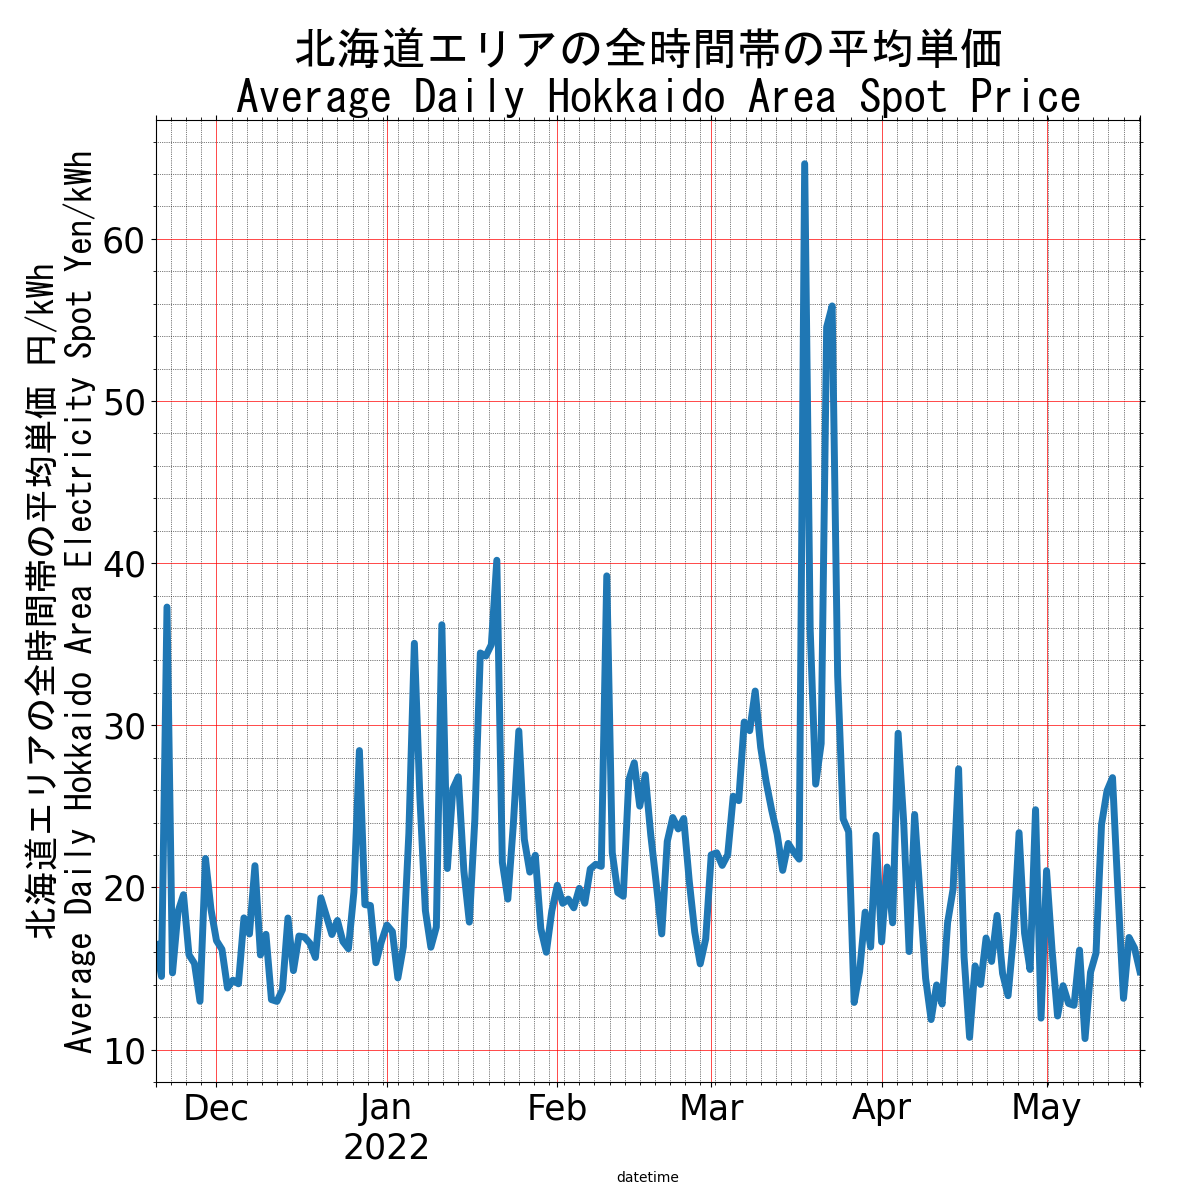 北海道エリアの全時間帯の平均単価
Average Daily Hokkaido Area Spot Price
北海道エリアの全時間帯の平均単価 円/kWh
Average Daily Hokkaido Area Electricity Spot Yen/kWh
60
50
40
30
20
10
Dec
Jan
2022
Feb
Mar
Apr
May
datetime